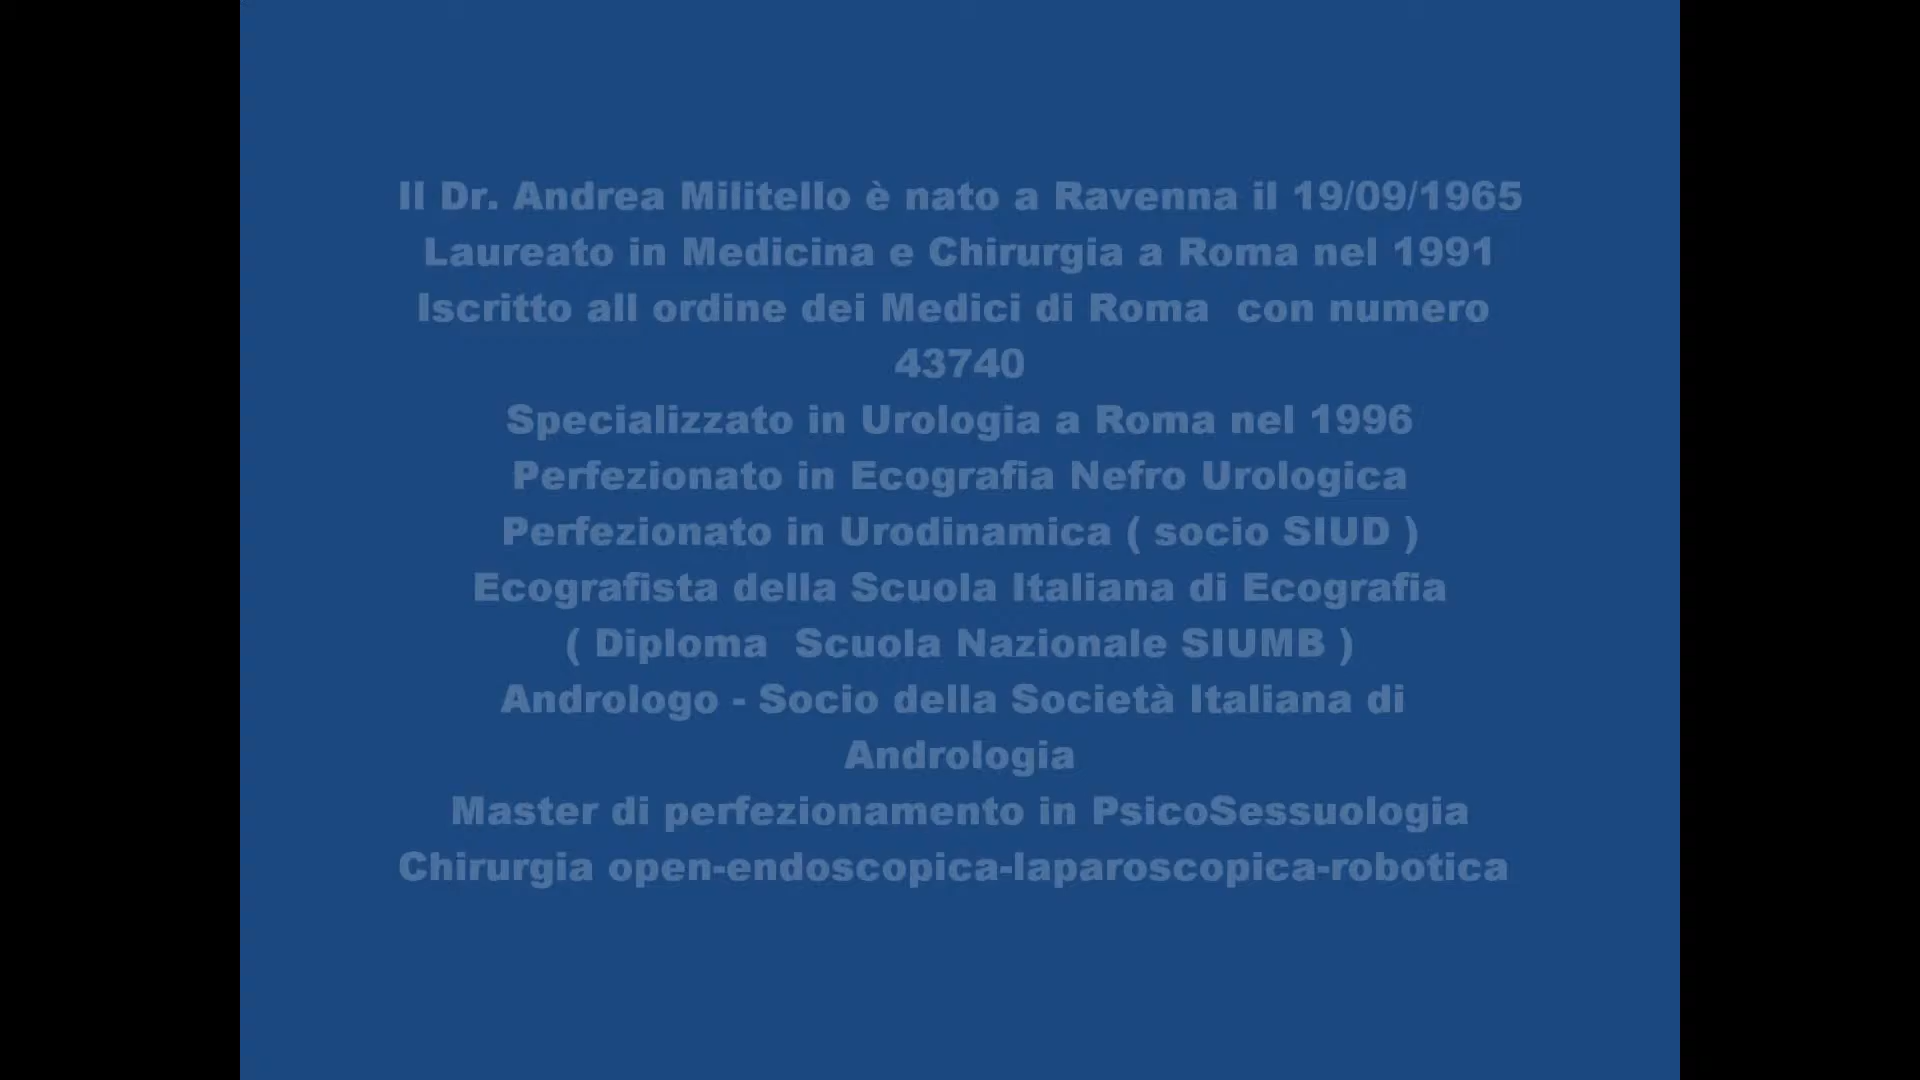 Il Dr. Andrea Militello è nato a Ravenna il 19/09/1965
Laureato in Medicina e Chirurgia a Roma nel 1991
Iscritto all ordine dei Medici di Roma  con numero
43740
Specializzato in Urologia a Roma nel 1996
Perfezionato in Ecografia Nefro Urologica
Perfezionato in Urodinamica ( socio SIUD )
Ecografista della Scuola Italiana di Ecografia
( Diploma  Scuola Nazionale SIUMB )
Andrologo - Socio della Società Italiana di
Andrologia
Master di perfezionamento in PsicoSessuologia
Chirurgia open-endoscopica-laparoscopica-robotica